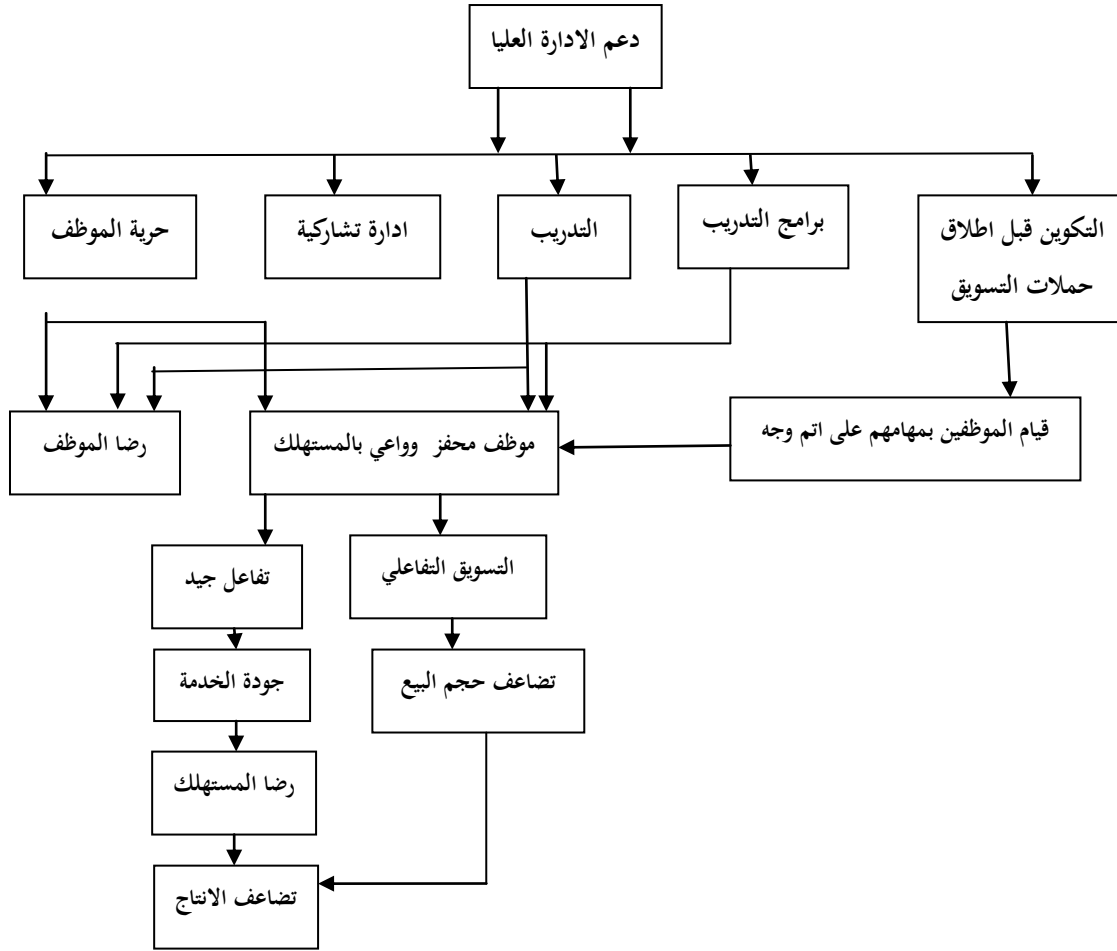 دعم الادارة العليا
التكوين قبل اطلاق
حملات التسويق
برامج التدريب
التدريب
ادارة تشاركية
حرية الموظف
قيام الموظفين بمهامهم على اتم وجه
موظف محفز وواعي بالمستهلك
رضا الموظف
التسويق التفاعلي
تفاعل جيد
تضاعف حجم البيع
جودة الخدمة
رضا المستهلك
تضاعف الانتاج